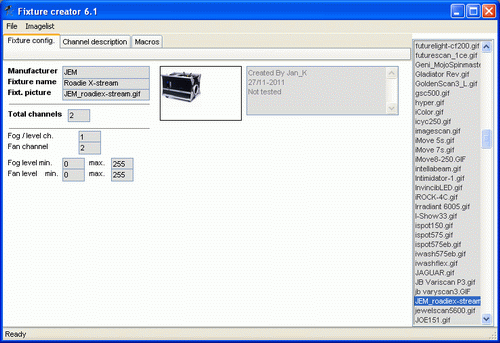 Fixture creator 6.1
File Imagelist
Fixture config. Channel description Macros
Manufacturer JEM
Fixture name Roadie X-stream
Fixt. picture JEM_roadiex-stream.gif
Total channels 2
Fog / level ch. 1
Fan channel 2
Fog level min. 0 max. 255
Fan level min. 0 max. 255
Created By Jan_K
27/11-2011
Not tested
futurelight-cf200.gif
futurescan_1ce.gif
Geni_MojoSpinmaste
Gladiator Rev.gif
GoldenScan3_L.gif
gsc500.gif
hyper.gif
iColor.gif
icyc250.gif
imagescan.gif
iMove 5s.gif
iMove 7s.gif
iMove8-250.GIF
intellabeam.gif
Intimidator-1.gif
InvincibLED.gif
iROCK-4C.gif
Irradiant 600S.gif
I-Show33.gif
ispot150.gif
ispot575.gif
ispot575eb.gif
iwash575eb.gif
iwashflex.gif
JAGUAR.gif
JB Variscan P3.gif
jb varyscan3.GIF
JEM_roadiex-stream
jewelscan5600.gif
JOE151.gif
Ready